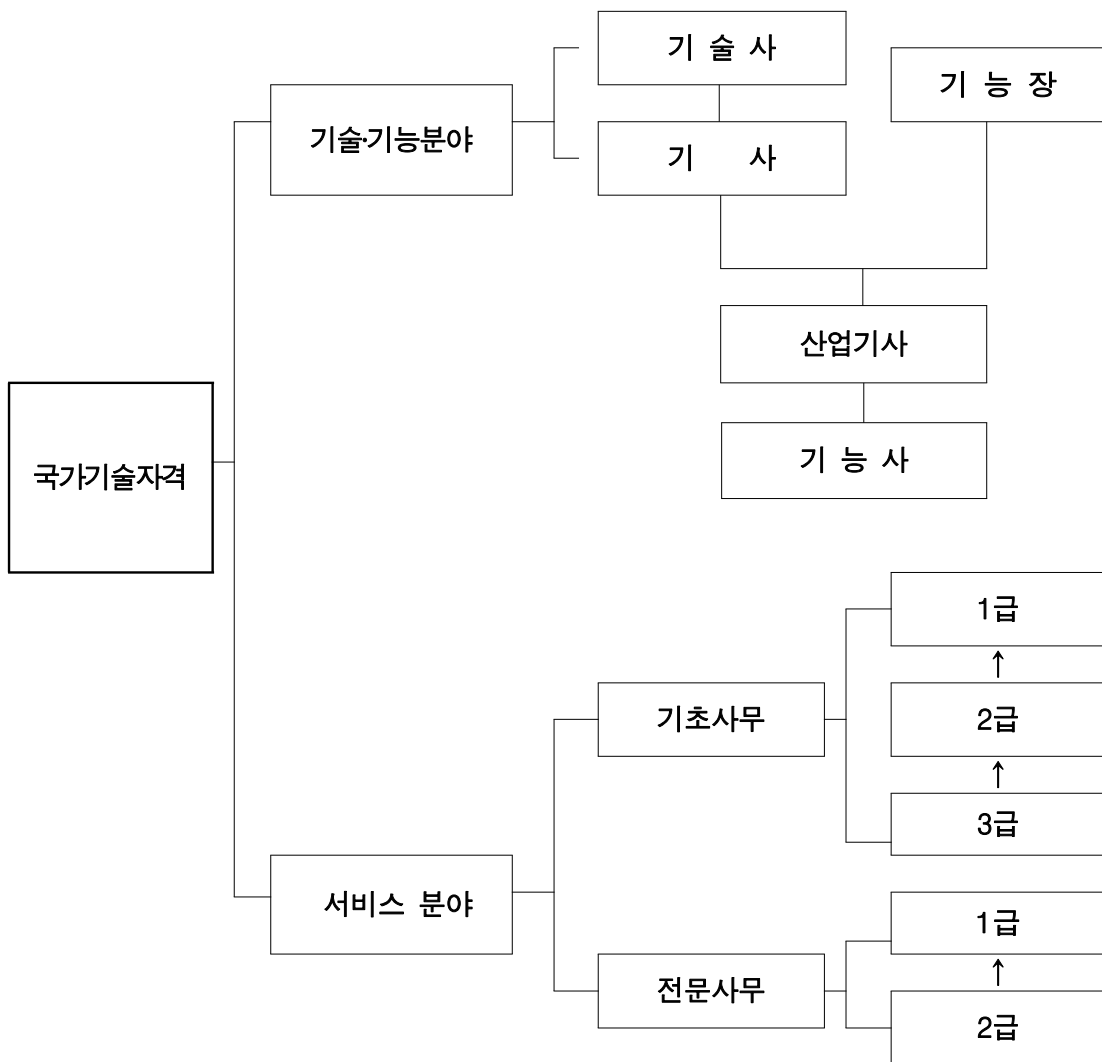 기 술 사
기 능 장
기술·기능분야
기 사
산업기사
국가기술자격
기 능 사
1급
↑
기초사무
2급
↑
3급
서비스 분야
1급
↑
전문사무
2급